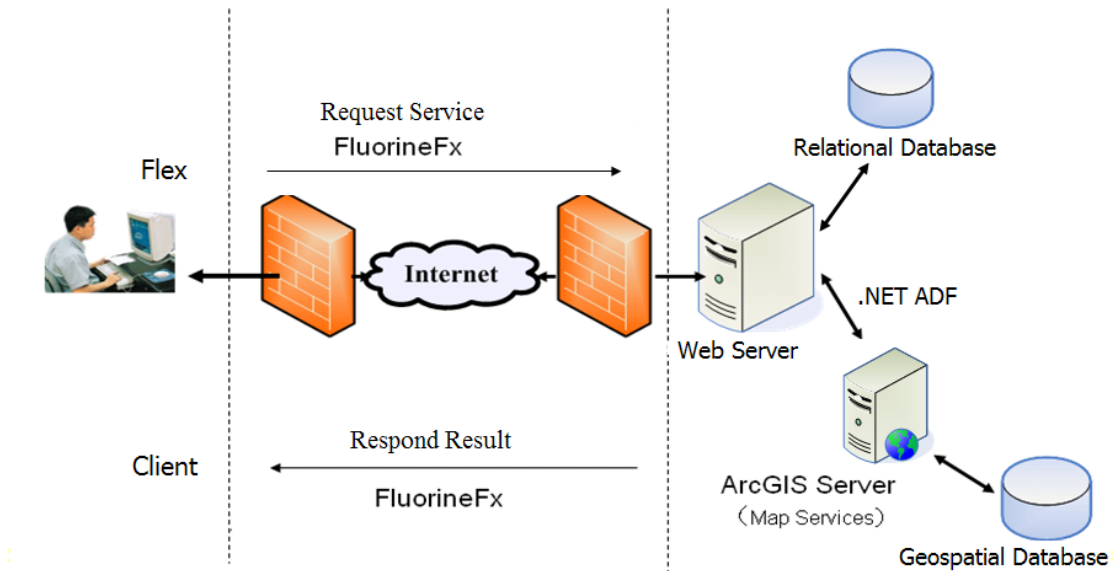 Request Service
FluorineFx
Flex
Relational Database
Internet
.NET ADF
Web Server
Respond Result
Client
FluorineFx
ArcGIS Server
（Map Services）
Geospatial Database